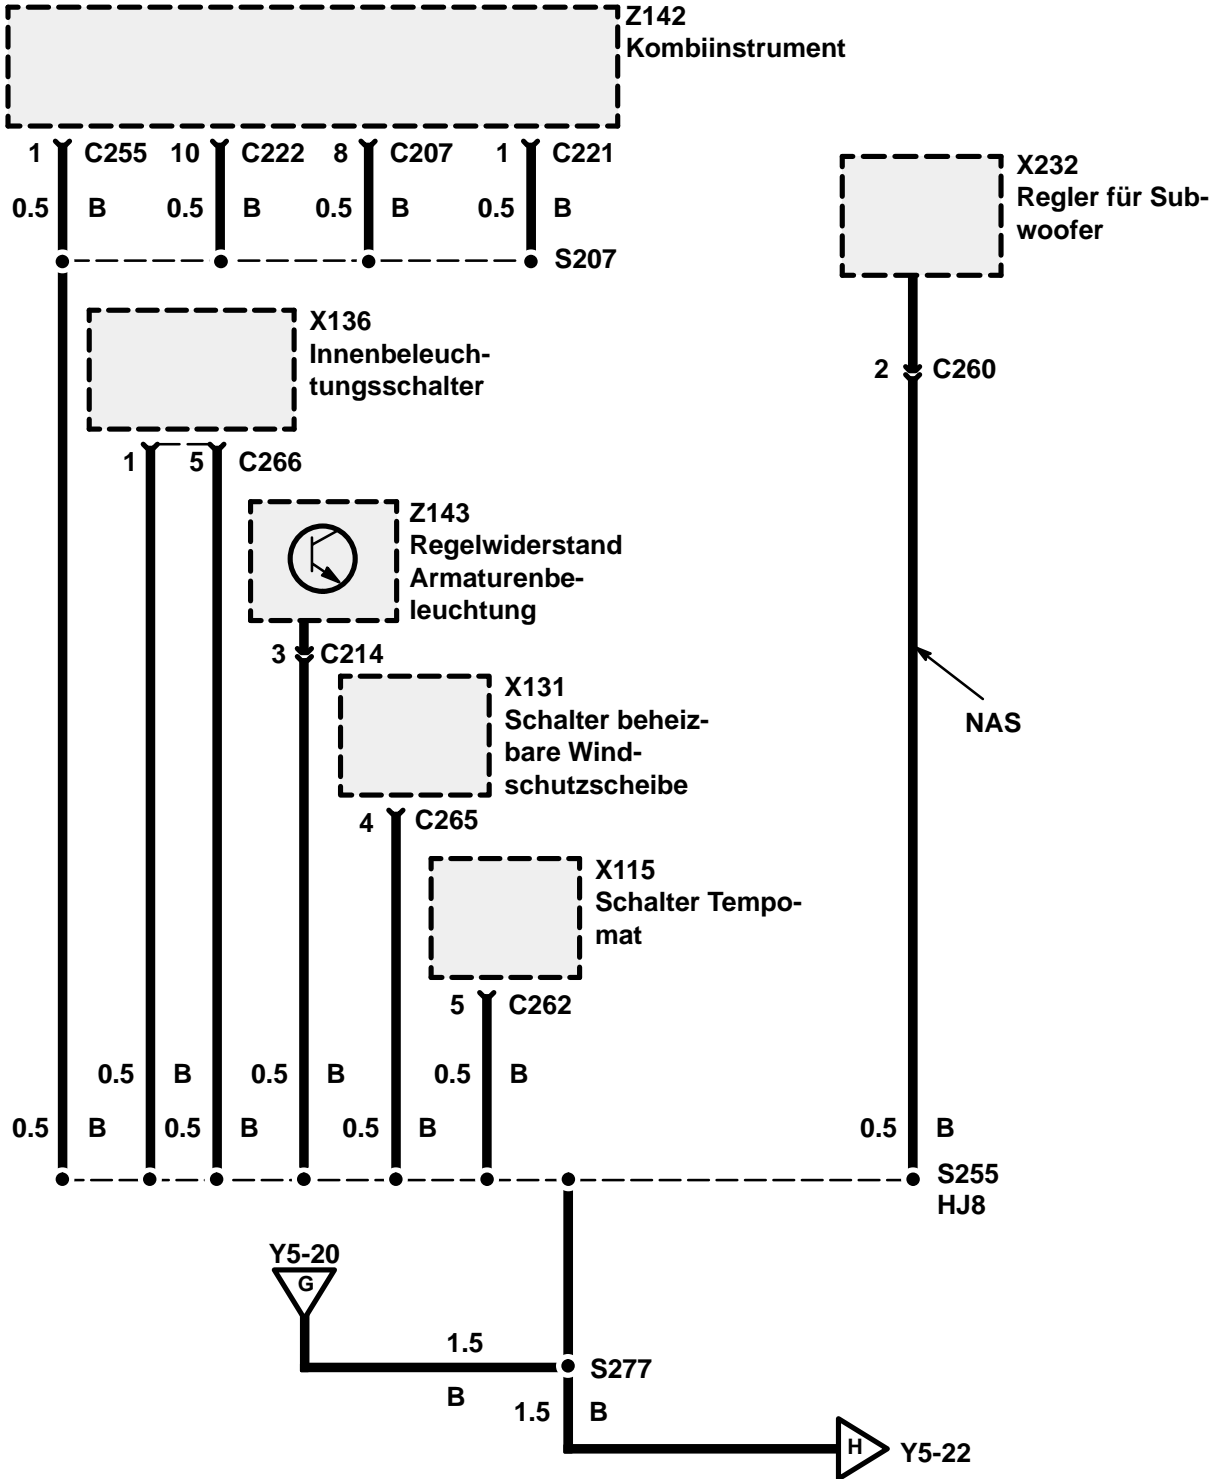 Z142
Kombiinstrument
1 C255 10 C222 8 C207 1 C221
0.5 B 0.5 B 0.5 B 0.5 B
S207
X232
Regler für Sub-
woofer
X136
Innenbeleuch-
tungsschalter
2 C260
1 5 C266
Z143
Regelwiderstand
Armaturenbe-
leuchtung
3 C214
X131
Schalter beheiz-
bare Wind-
schutzscheibe
NAS
4 C265
X115
Schalter Tempo-
mat
5 C262
0.5 B 0.5 B 0.5 B
0.5 B 0.5 B 0.5 B 0.5 B
S255
HJ8
Y5-20
G
1.5
B
S277
1.5 B
H Y5-22